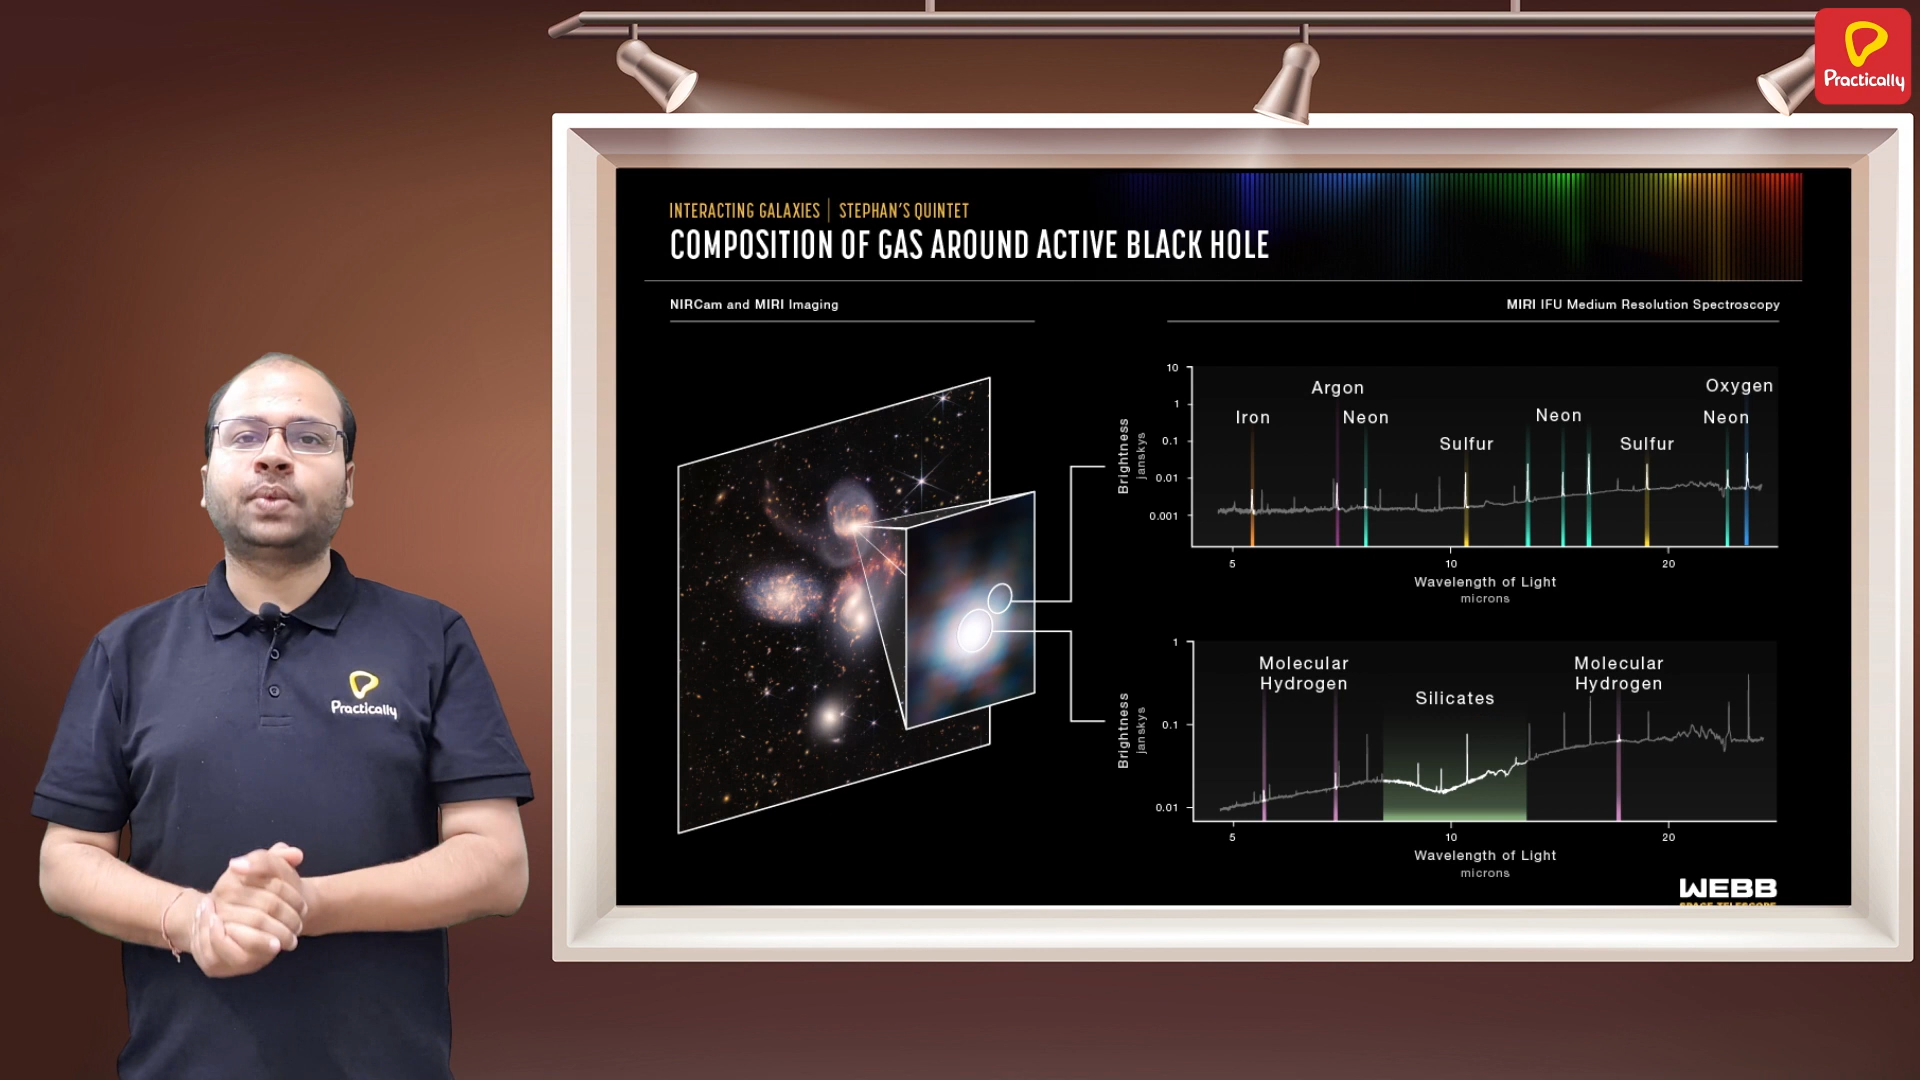 Practically
INTERACTING GALAXIES | STEPHAN'S QUINTET
COMPOSITION OF GAS AROUND ACTIVE BLACK HOLE
NIRCam and MIRI Imaging
MIRI IFU Medium Resolution Spectroscopy
10
1
0.1
0.01
0.001
Brightness
janskys
Argon
Oxygen
Iron
Neon
Neon
Neon
Sulfur
Sulfur
5
10
20
Wavelength of Light
microns
1
0.1
0.01
Brightness
janskys
Molecular
Hydrogen
Silicates
Molecular
Hydrogen
5
10
20
Wavelength of Light
microns
WEBB
SPACE TELESCOPE
Practically